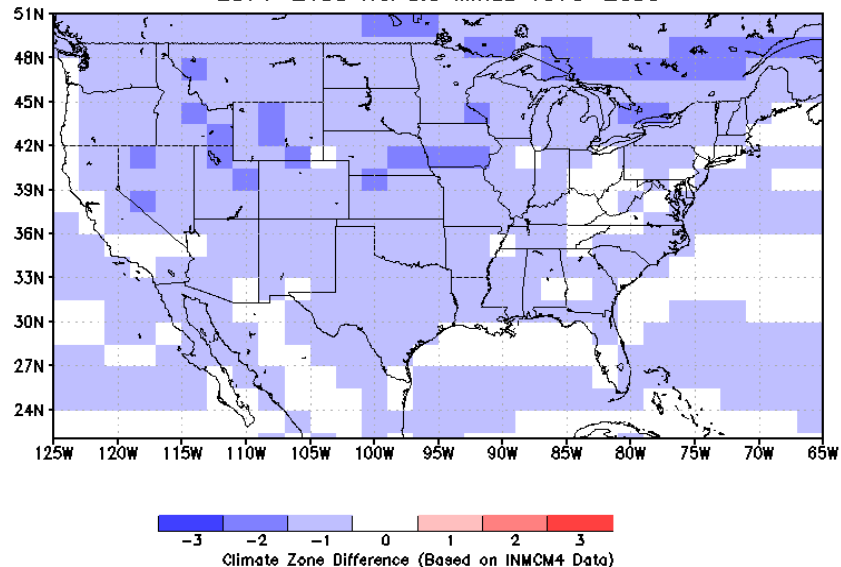 51N
48N
45N
42N
39N
36N
33N
30N
27N
24N
125W 120W 115W 110W 105W 100W 95W 90W 85W 80W 75W 70W 65W
-3 -2 -1 0 1 2 3
Climate Zone Difference (Based on INMCM4 Data)